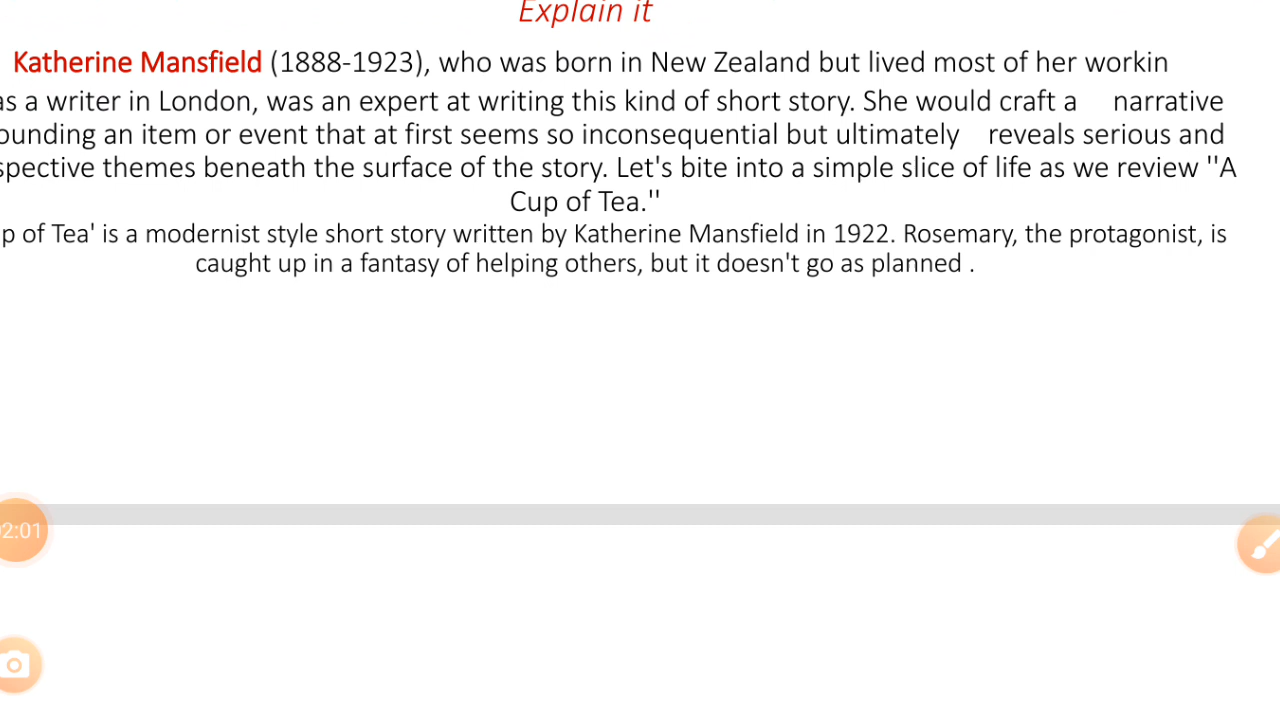 Explain it
Katherine Mansfield (1888-1923), who was born in New Zealand but lived most of her workin
as a writer in London, was an expert at writing this kind of short story. She would craft a narrative
ounding an item or event that at first seems so inconsequential but ultimately reveals serious and
spective themes beneath the surface of the story. Let's bite into a simple slice of life as we review "A
Cup of Tea."
p of Tea' is a modernist style short story written by Katherine Mansfield in 1922. Rosemary, the protagonist, is
caught up in a fantasy of helping others, but it doesn't go as planned .
2:01